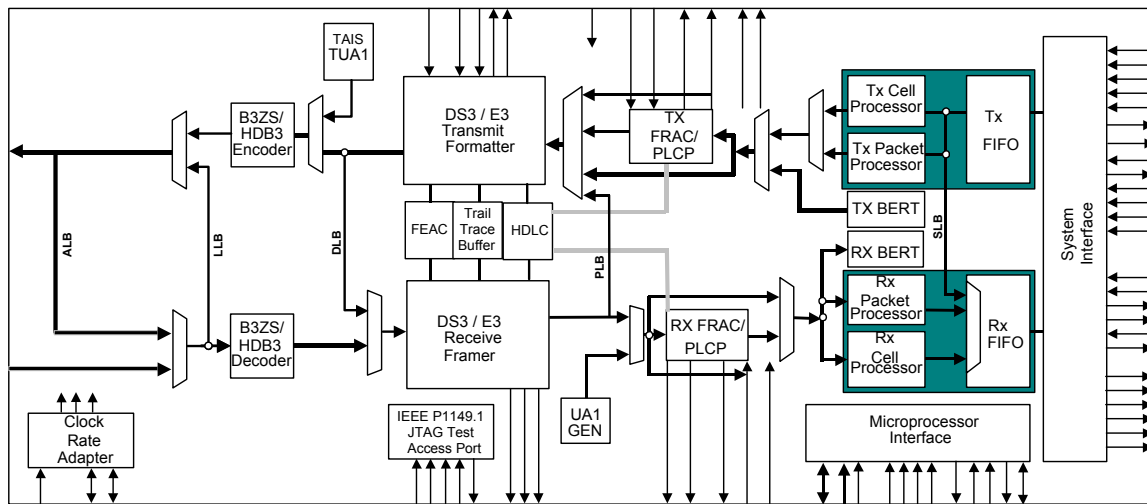 TAIS
TUA1
B3ZS/
HDB3
Encoder
DS3 / E3
Transmit
Formatter
TX
FRAC/
PLCP
Tx Cell
Processor
Tx Packet
Processor
Tx
FIFO
TX BERT
RX BERT
System
Interface
FEAC
Trail
Trace
Buffer
HDLC
ALB
LLB
DLB
PLB
SLB
B3ZS/
HDB3
Decoder
DS3 / E3
Receive
Framer
RX FRAC/
PLCP
Rx
Packet
Processor
Rx
Cell
Processor
Rx
FIFO
UA1
GEN
Clock
Rate
Adapter
IEEE P1149.1
JTAG Test
Access Port
Microprocessor
Interface